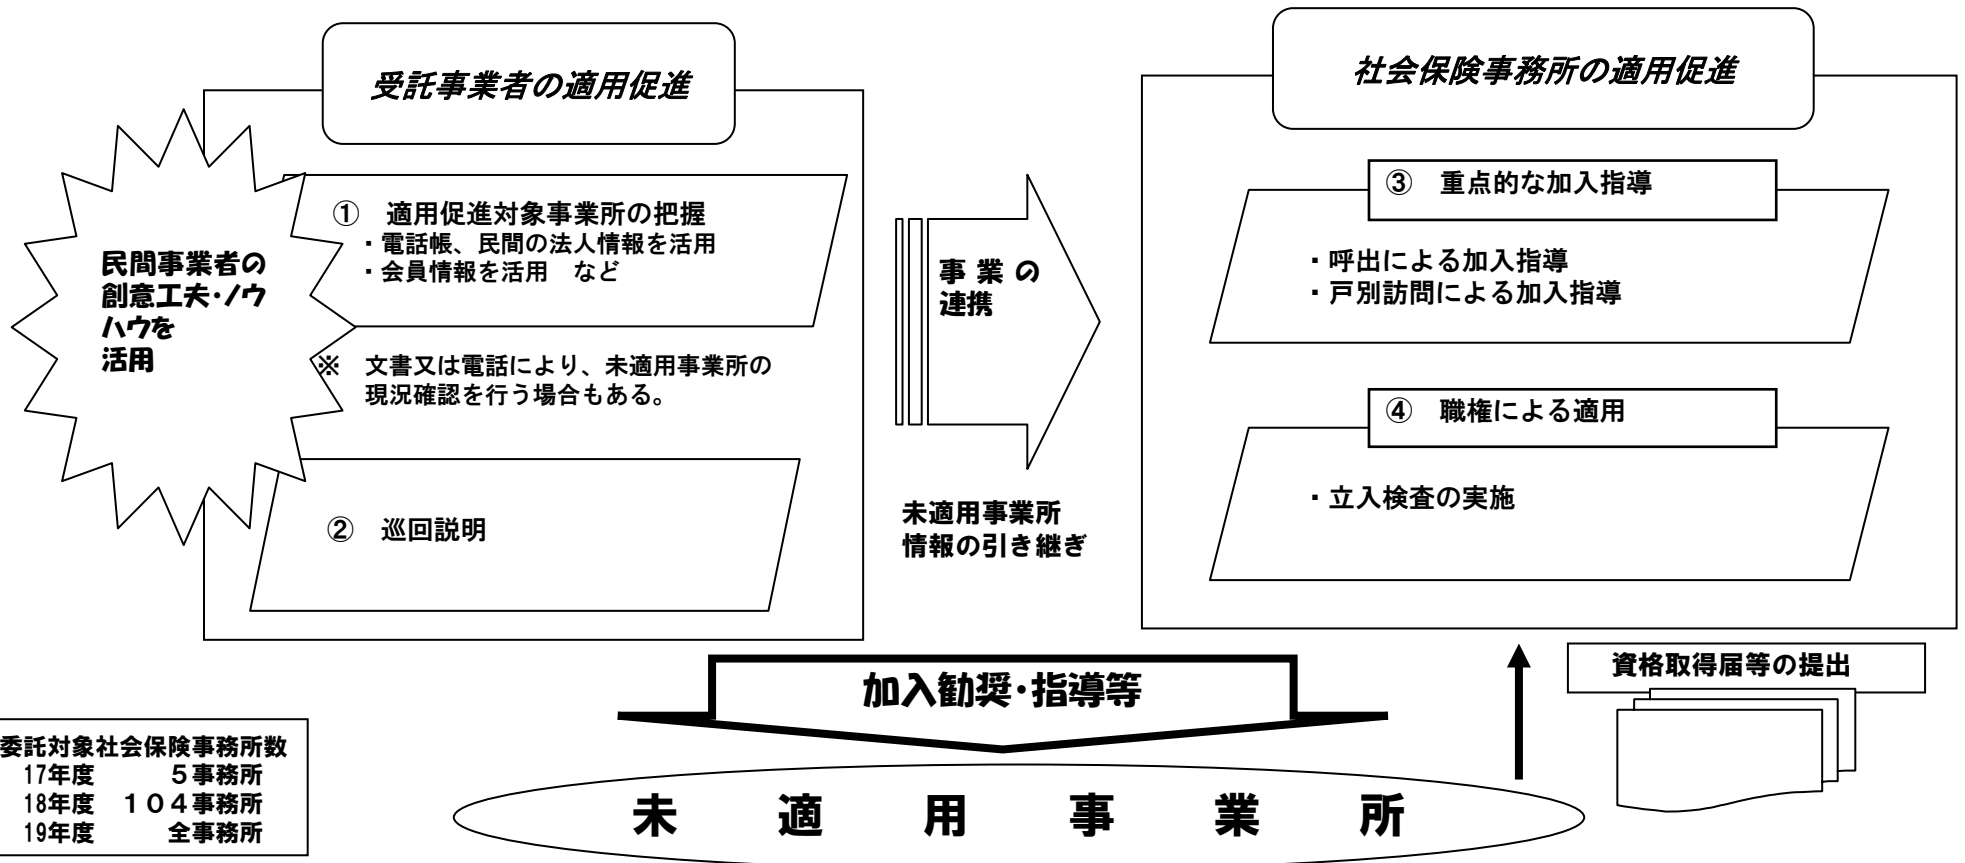 受託事業者の適用促進
民間事業者の
創意工夫・ノウ
ハウを
活用
① 適用促進対象事業所の把握
・電話帳、民間の法人情報を活用
・会員情報を活用 など
※ 文書又は電話により、未適用事業所の
現況確認を行う場合もある。
② 巡回説明
事業の
連携
未適用事業所
情報の引き継ぎ
社会保険事務所の適用促進
③ 重点的な加入指導
・呼出による加入指導
・戸別訪問による加入指導
④ 職権による適用
・立入検査の実施
加入勧奨・指導等
資格取得届等の提出
委託対象社会保険事務所数
17年度 5事務所
18年度 104事務所
19年度 全事務所
未適用事業所